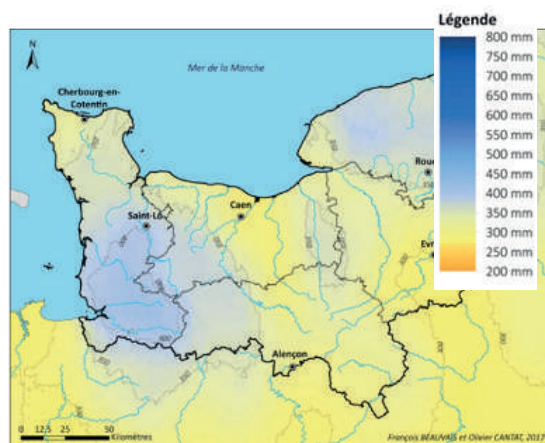 Légende
800 mm
750 mm
700 mm
650 mm
600 mm
550 mm
500 mm
450 mm
400 mm
350 mm
300 mm
250 mm
200 mm
N
Mer de la Manche
Cherbourg-en-
Cotentin
Roue
Saint-Lô
Caen
Evr
Alençon
0 12,5 25 50
Kilomètres
François BEAUVAIS et Olivier CANTAT, 2017